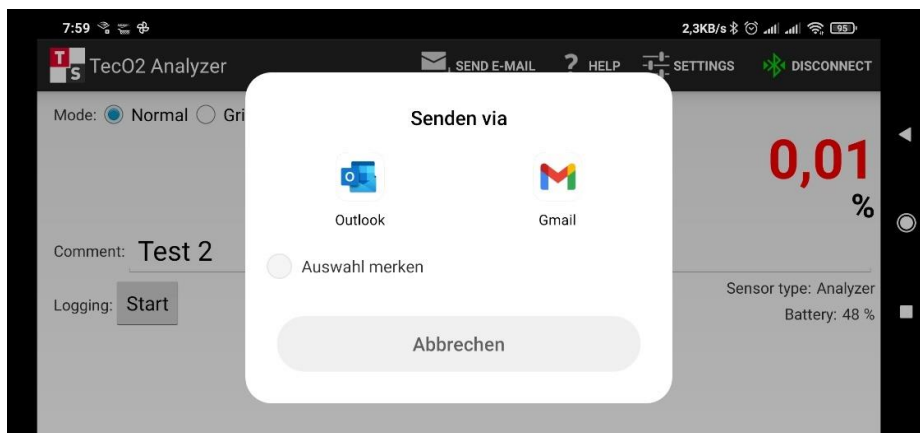 7:59 2,3KB/s 95
TS TecO2 Analyzer SEND E-MAIL ? HELP SETTINGS DISCONNECT
Mode: Normal Gri
Senden via
0,01
%
Outlook Gmail
Comment: Test 2
Auswahl merken
Logging: Start
Sensor type: Analyzer
Battery: 48 %
Abbrechen